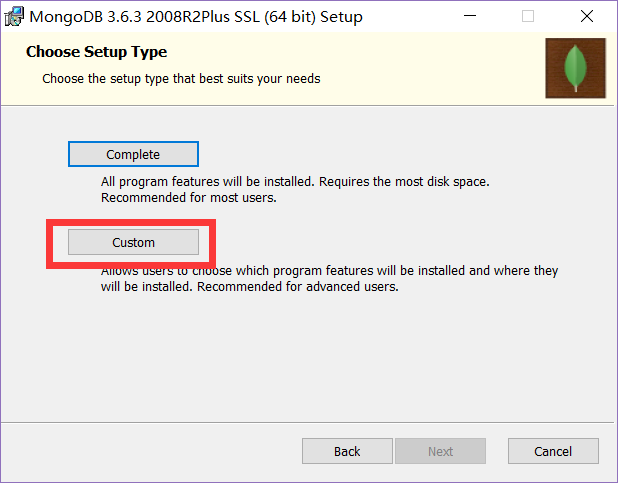 MongoDB 3.6.3 2008R2Plus SSL (64 bit) Setup
Choose Setup Type
Choose the setup type that best suits your needs
Complete
All program features will be installed. Requires the most disk space.
Recommended for most users.
Custom
Allows users to choose which program features will be installed and where they
will be installed. Recommended for advanced users.
Back
Next
Cancel